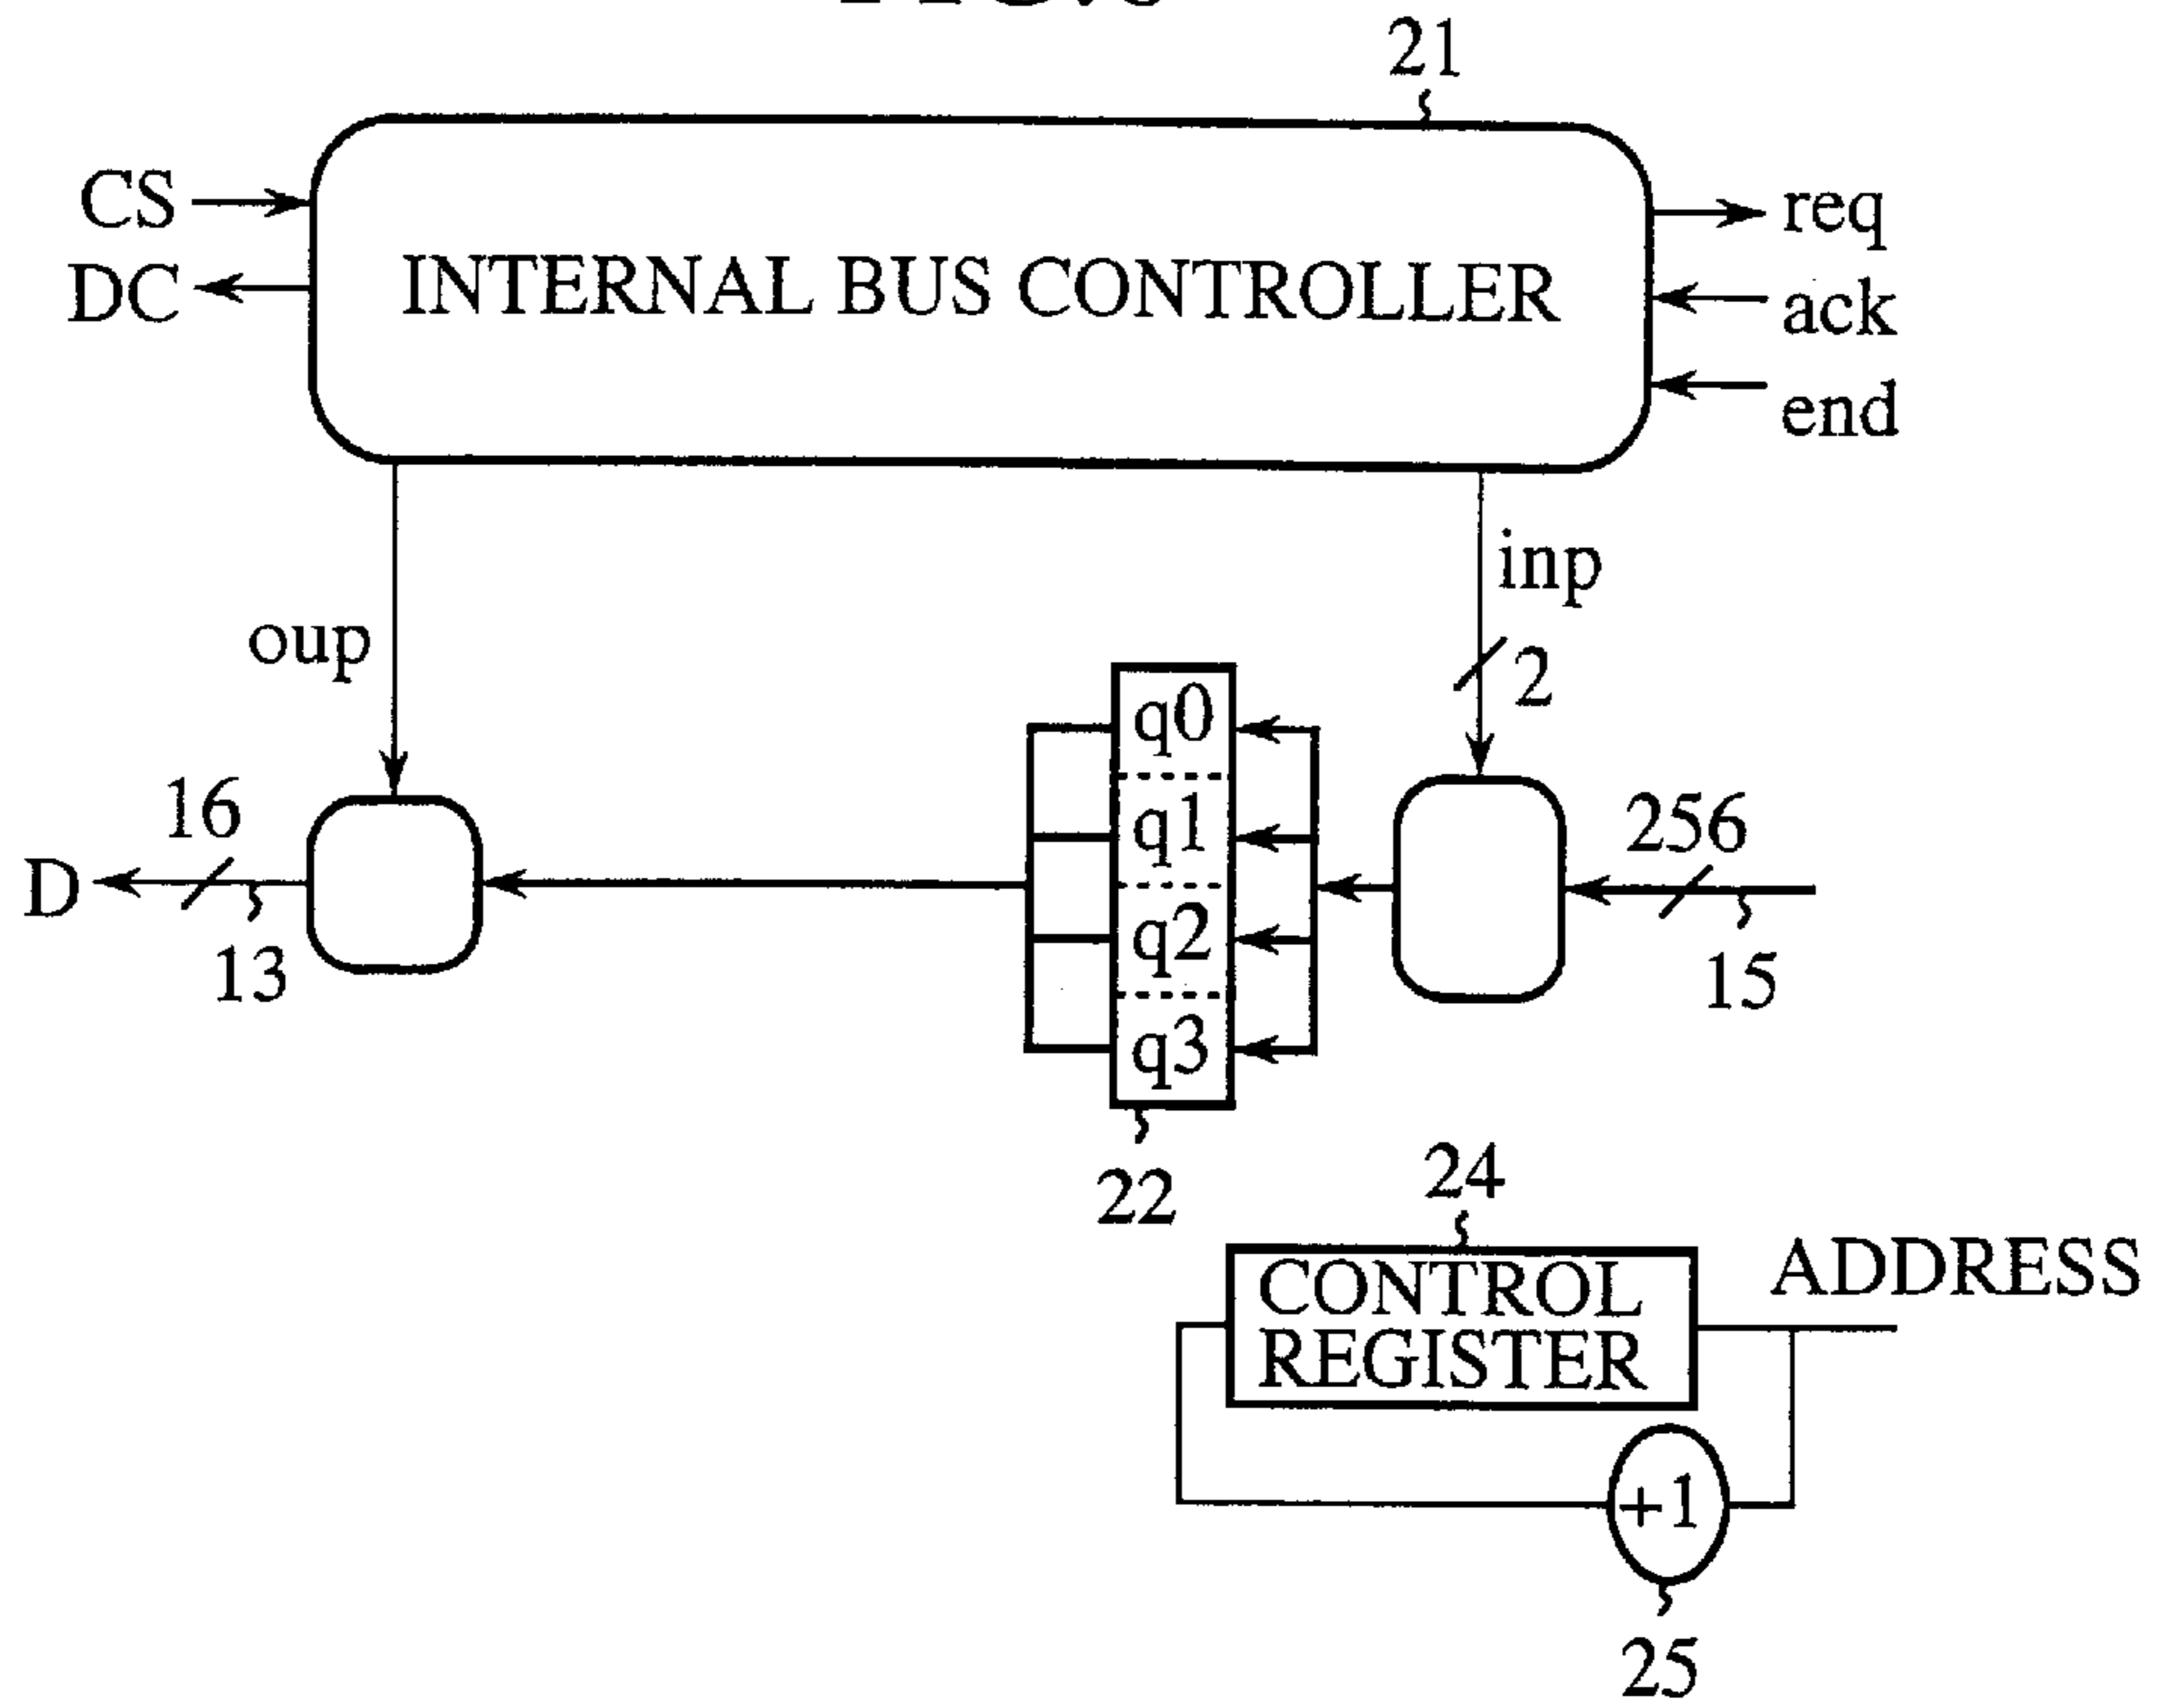 21
CS
req
DC
INTERNAL BUS CONTROLLER
ack
end
inp
oup
2
q0
q1
q2
q3
16
256
D
13
15
22
24
CONTROL
REGISTER
ADDRESS
+1
25